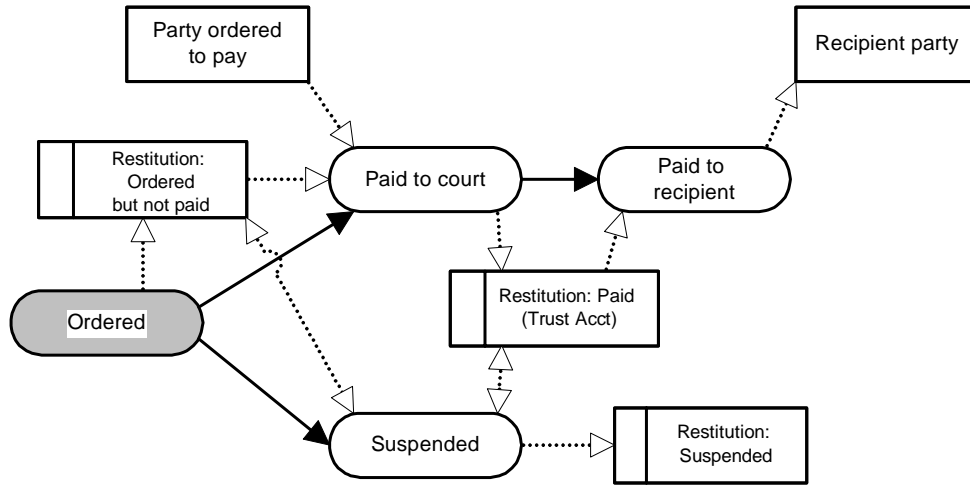 Party ordered
to pay
Recipient party
Restitution:
Ordered
but not paid
Paid to court
Paid to
recipient
Ordered
Restitution: Paid
(Trust Acct)
Suspended
Restitution:
Suspended